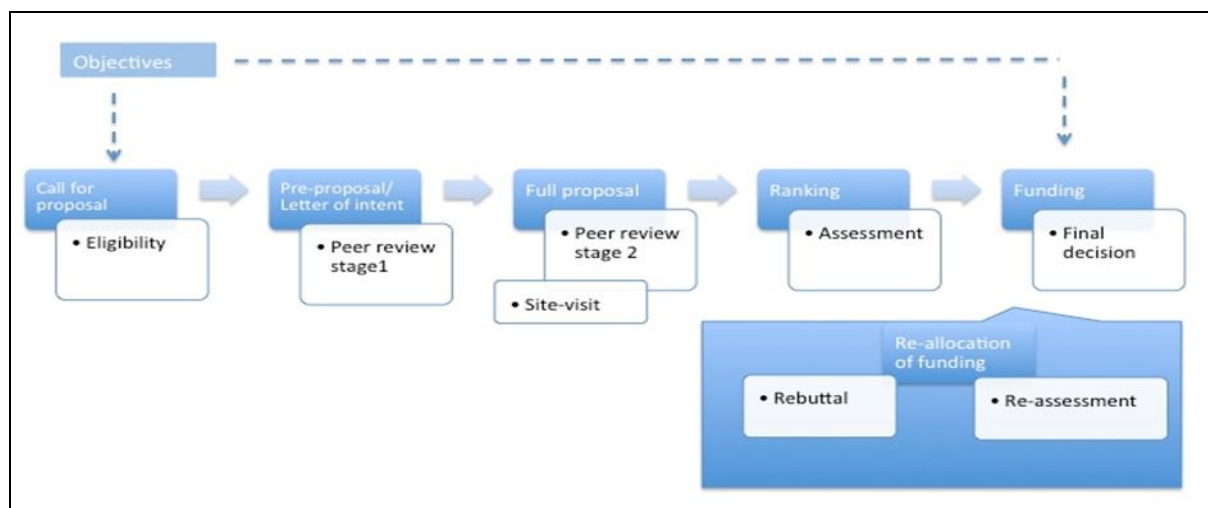 Objectives
Call for
proposal
• Eligibility
Pre-proposal/
Letter of intent
• Peer review
stage1
Full proposal
• Peer review
stage 2
• Site-visit
Ranking
• Assessment
Funding
• Final
decision
Re-allocation
of funding
• Rebuttal
• Re-assessment